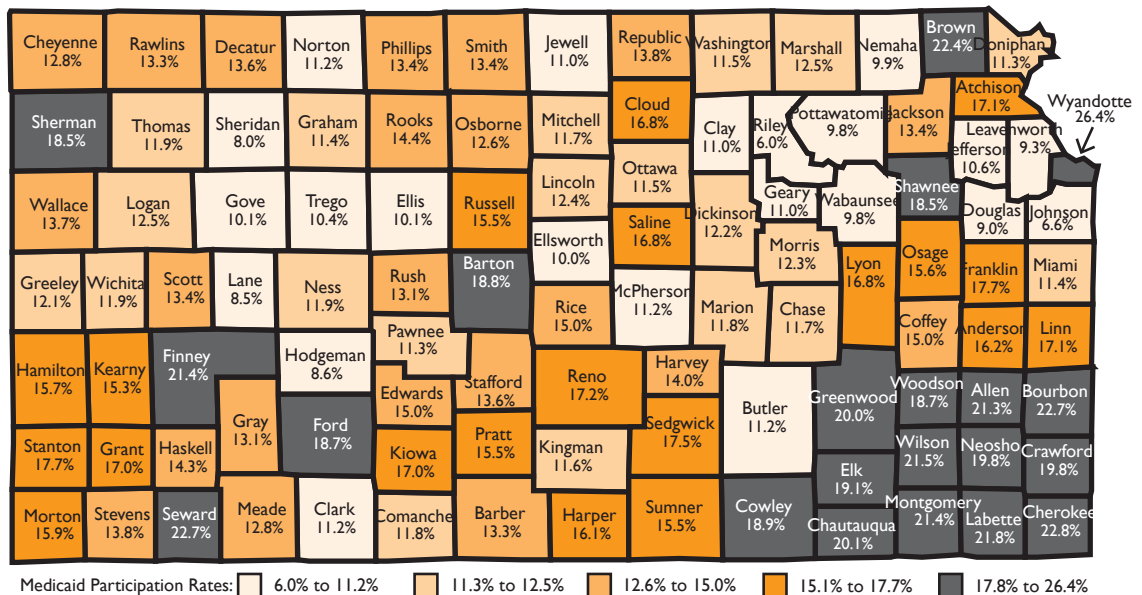 Cheyenne
12.8%
Rawlins
13.3%
Decatur
13.6%
Norton
11.2%
Phillips
13.4%
Smith
13.4%
Jewell
11.0%
Republic
13.8%
Washington
11.5%
Marshall
12.5%
Nemaha
9.9%
Brown
22.4%
Doniphan
11.3%
Sherman
18.5%
Thomas
11.9%
Sheridan
8.0%
Graham
11.4%
Rooks
14.4%
Osborne
12.6%
Mitchell
11.7%
Cloud
16.8%
Clay
11.0%
Riley
6.0%
Pottawatomie
9.8%
Jackson
13.4%
Atchison
17.1%
Jefferson
10.6%
Leavenworth
9.3%
Wyandotte
26.4%
Wallace
13.7%
Logan
12.5%
Gove
10.1%
Trego
10.4%
Ellis
10.1%
Russell
15.5%
Lincoln
12.4%
Ottawa
11.5%
Saline
16.8%
Dickinson
12.2%
Geary
11.0%
Wabaunsee
9.8%
Shawnee
18.5%
Douglas
9.0%
Johnson
6.6%
Greeley
12.1%
Wichita
11.9%
Scott
13.4%
Lane
8.5%
Ness
11.9%
Rush
13.1%
Barton
18.8%
Ellsworth
10.0%
Rice
15.0%
McPherson
11.2%
Marion
11.8%
Morris
12.3%
Chase
11.7%
Lyon
16.8%
Osage
15.6%
Franklin
17.7%
Miami
11.4%
Hamilton
15.7%
Kearny
15.3%
Finney
21.4%
Hodgeman
8.6%
Pawnee
11.3%
Stafford
13.6%
Edwards
15.0%
Reno
17.2%
Harvey
14.0%
Butler
11.2%
Greenwood
20.0%
Coffey
15.0%
Anderson
16.2%
Linn
17.1%
Woodson
18.7%
Allen
21.3%
Bourbon
22.7%
Stanton
17.7%
Grant
17.0%
Haskell
14.3%
Gray
13.1%
Ford
18.7%
Kiowa
17.0%
Pratt
15.5%
Kingman
11.6%
Sedgwick
17.5%
Elk
19.1%
Wilson
21.5%
Neosho
19.8%
Crawford
19.8%
Morton
15.9%
Stevens
13.8%
Seward
22.7%
Meade
12.8%
Clark
11.2%
Comanche
11.8%
Barber
13.3%
Harper
16.1%
Sumner
15.5%
Cowley
18.9%
Chautauqua
20.1%
Montgomery
21.4%
Labette
21.8%
Cherokee
22.8%
Medicaid Participation Rates: 6.0% to 11.2% 11.3% to 12.5% 12.6% to 15.0% 15.1% to 17.7% 17.8% to 26.4%